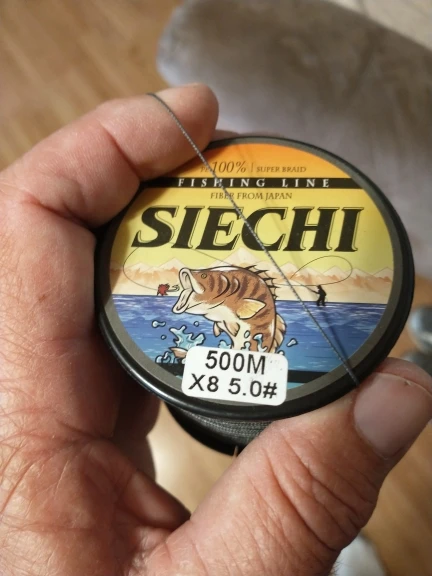 100% SUPER BRAID
FISHING LINE
FIBER FROM JAPAN
SIECHI
500M
X8 5.0#